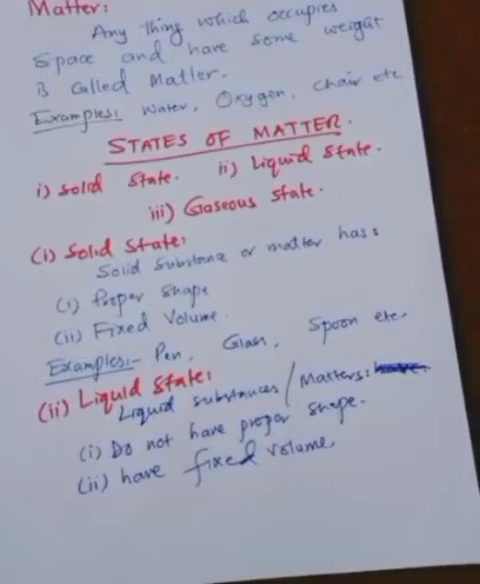 Matter:
Any thing which occupies
Space and have some weight
is Called Matter.
Examples: Water, Oxygen, Chair etc
STATES OF MATTER.
i) Solid State. ii) Liquid State.
iii) Gaseous State.
(i) Solid State:
Solid Substance or matter has:
(i) Proper Shape
(ii) Fixed Volume.
Examples:- Pen, Glass, Spoon etc.
(ii) Liquid State:
Liquid substances / Matters: have
(i) Do not have proper shape.
(ii) have fixed volume.